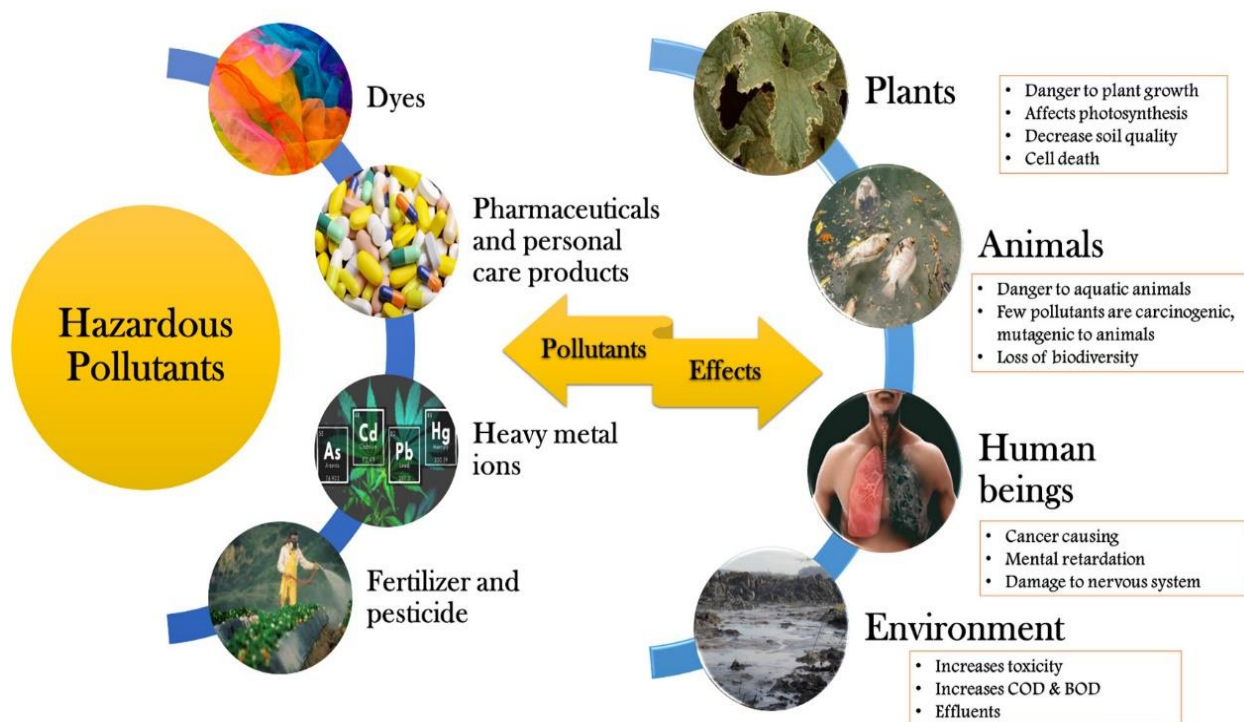 Hazardous
Pollutants
Dyes
Pharmaceuticals
and personal
care products
As
Cd
Pb
Hg
Heavy metal
ions
Fertilizer and
pesticide
Pollutants
Effects
Plants
• Danger to plant growth
• Affects photosynthesis
• Decrease soil quality
• Cell death
Animals
• Danger to aquatic animals
• Few pollutants are carcinogenic,
mutagenic to animals
• Loss of biodiversity
Human
beings
• Cancer causing
• Mental retardation
• Damage to nervous system
Environment
• Increases toxicity
• Increases COD & BOD
• Effluents